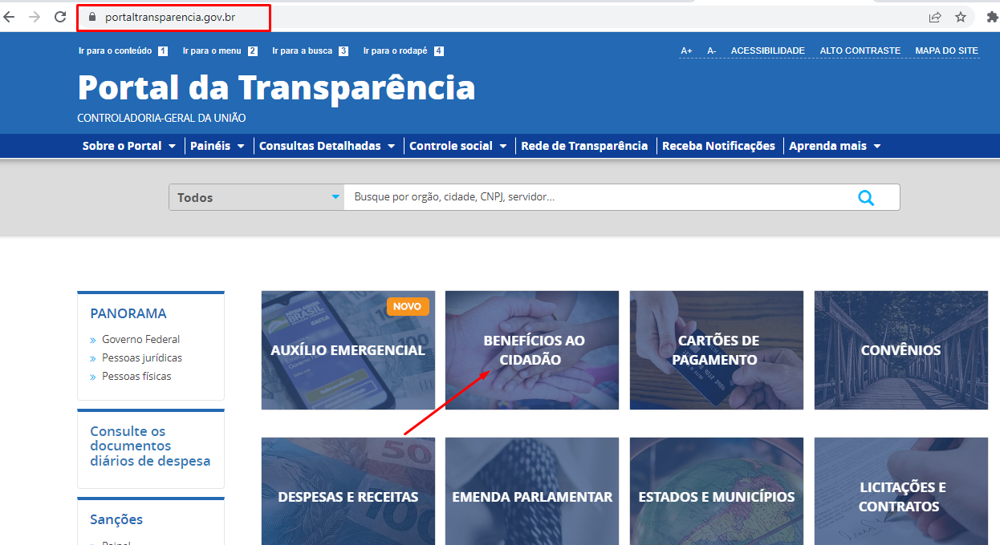 portaltransparencia.gov.br
Ir para o conteúdo 1 Ir para o menu 2 Ir para a busca 3 Ir para o rodapé 4
A+ A- ACESSIBILIDADE ALTO CONTRASTE MAPA DO SITE
Portal da Transparência
CONTROLADORIA-GERAL DA UNIÃO
Sobre o Portal Painéis Consultas Detalhadas Controle social Rede de Transparência Receba Notificações Aprenda mais
Todos Busque por orgão, cidade, CNPJ, servidor...
PANORAMA
» Governo Federal
» Pessoas jurídicas
» Pessoas físicas
Consulte os
documentos
diários de despesa
Sanções
» Painel
NOVO
AUXÍLIO EMERGENCIAL
BENEFÍCIOS AO
CIDADÃO
CARTÕES DE
PAGAMENTO
CONVÊNIOS
DESPESAS E RECEITAS
EMENDA PARLAMENTAR
ESTADOS E MUNICÍPIOS
LICITAÇÕES E
CONTRATOS